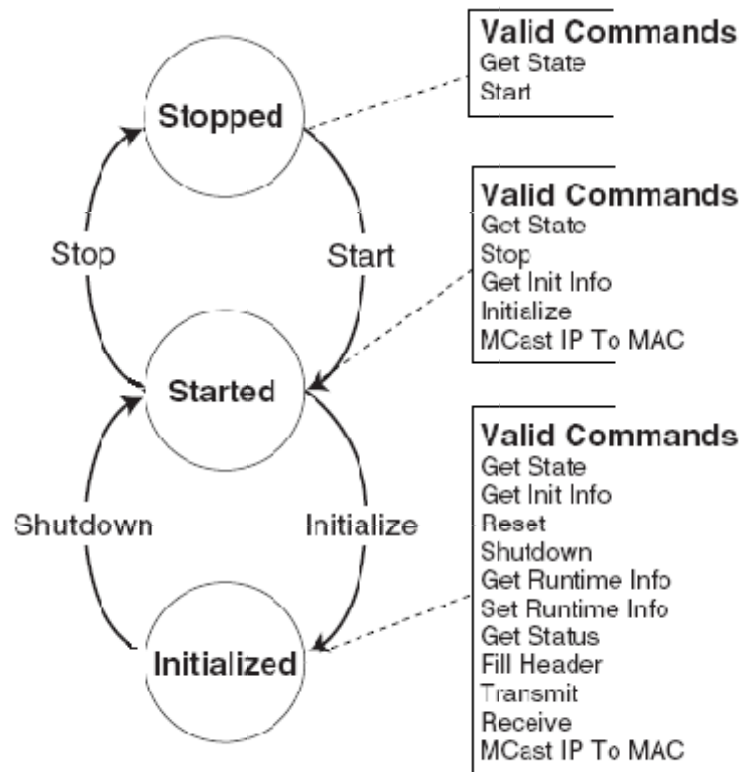 Valid Commands
Get State
Start
Stopped
Stop
Start
Valid Commands
Get State
Stop
Get Init Info
Initialize
MCast IP To MAC
Started
Valid Commands
Get State
Get Init Info
Reset
Shutdown
Get Runtime Info
Set Runtime Info
Get Status
Fill Header
Transmit
Receive
MCast IP To MAC
Shutdown
Initialize
Initialized